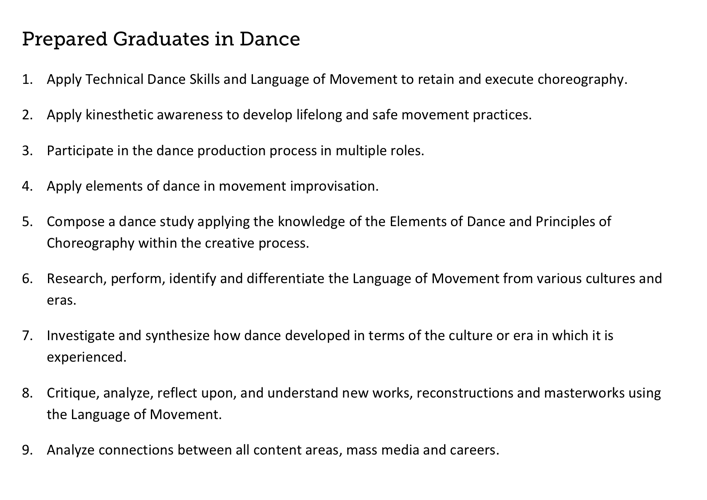 Prepared Graduates in Dance
1. Apply Technical Dance Skills and Language of Movement to retain and execute choreography.
2. Apply kinesthetic awareness to develop lifelong and safe movement practices.
3. Participate in the dance production process in multiple roles.
4. Apply elements of dance in movement improvisation.
5. Compose a dance study applying the knowledge of the Elements of Dance and Principles of
Choreography within the creative process.
6. Research, perform, identify and differentiate the Language of Movement from various cultures and
eras.
7. Investigate and synthesize how dance developed in terms of the culture or era in which it is
experienced.
8. Critique, analyze, reflect upon, and understand new works, reconstructions and masterworks using
the Language of Movement.
9. Analyze connections between all content areas, mass media and careers.